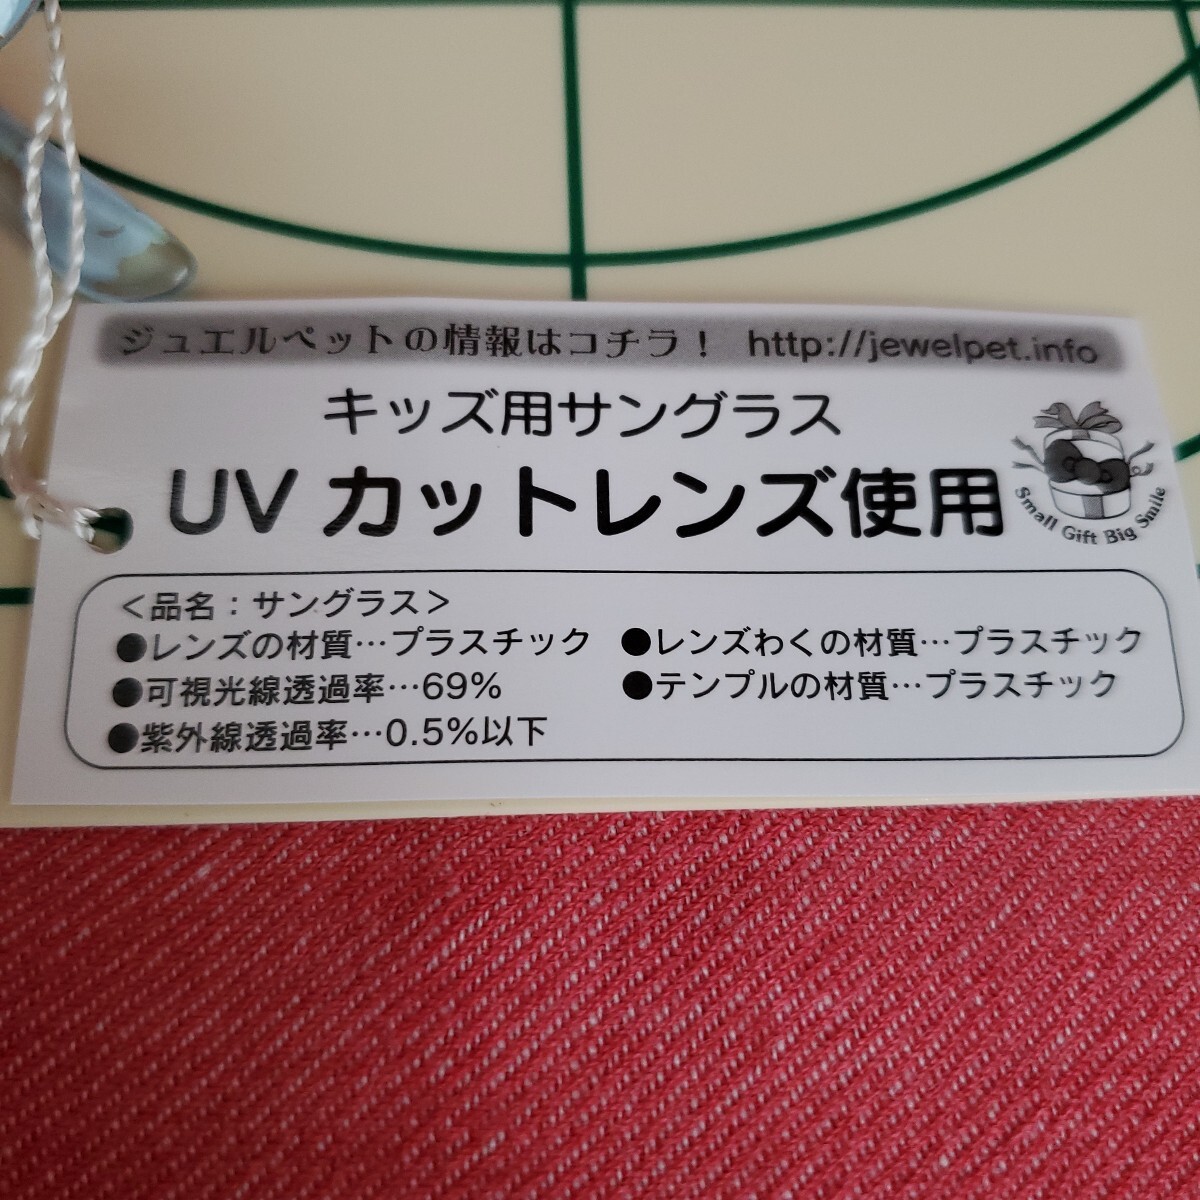 ジュエルペットの情報はコチラ！ http://jewelpet.info
キッズ用サングラス
UVカットレンズ使用
Small Gift Big Smile
＜品名：サングラス＞
●レンズの材質…プラスチック ●レンズわくの材質…プラスチック
●可視光線透過率…69% ●テンプルの材質…プラスチック
●紫外線透過率…0.5%以下